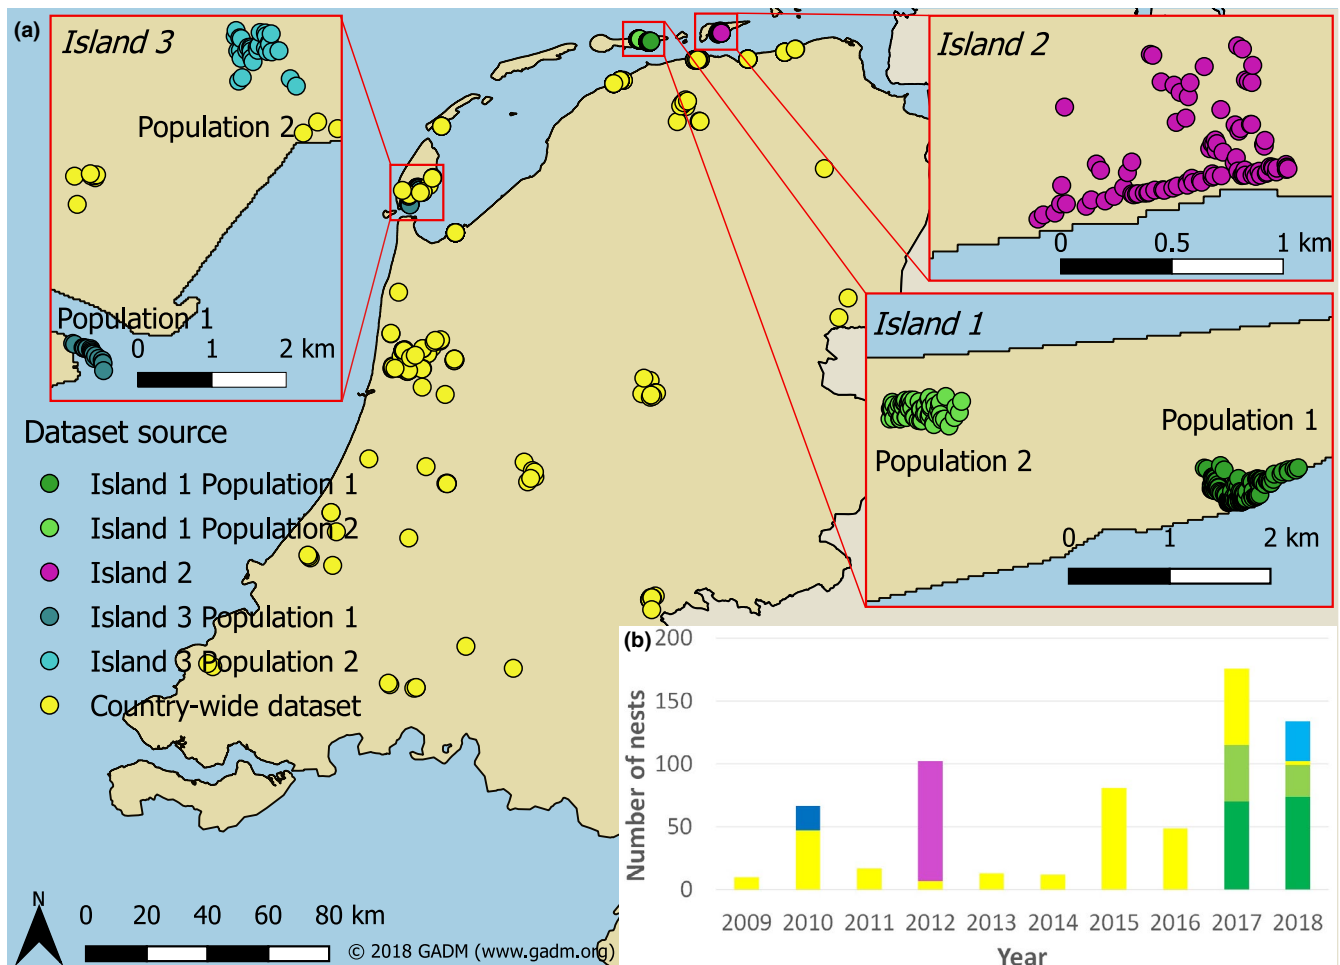 (a)
Island 3
Population 2
Population 1
0 1 2 km
Island 2
0 0.5 1 km
Island 1
Population 1
Population 2
0 1 2 km
Dataset source
Island 1 Population 1
Island 1 Population 2
Island 2
Island 3 Population 1
Island 3 Population 2
Country-wide dataset
N
0 20 40 60 80 km
© 2018 GADM (www.gadm.org)
(b)
Number of nests
200
150
100
50
0
2009 2010 2011 2012 2013 2014 2015 2016 2017 2018
Year